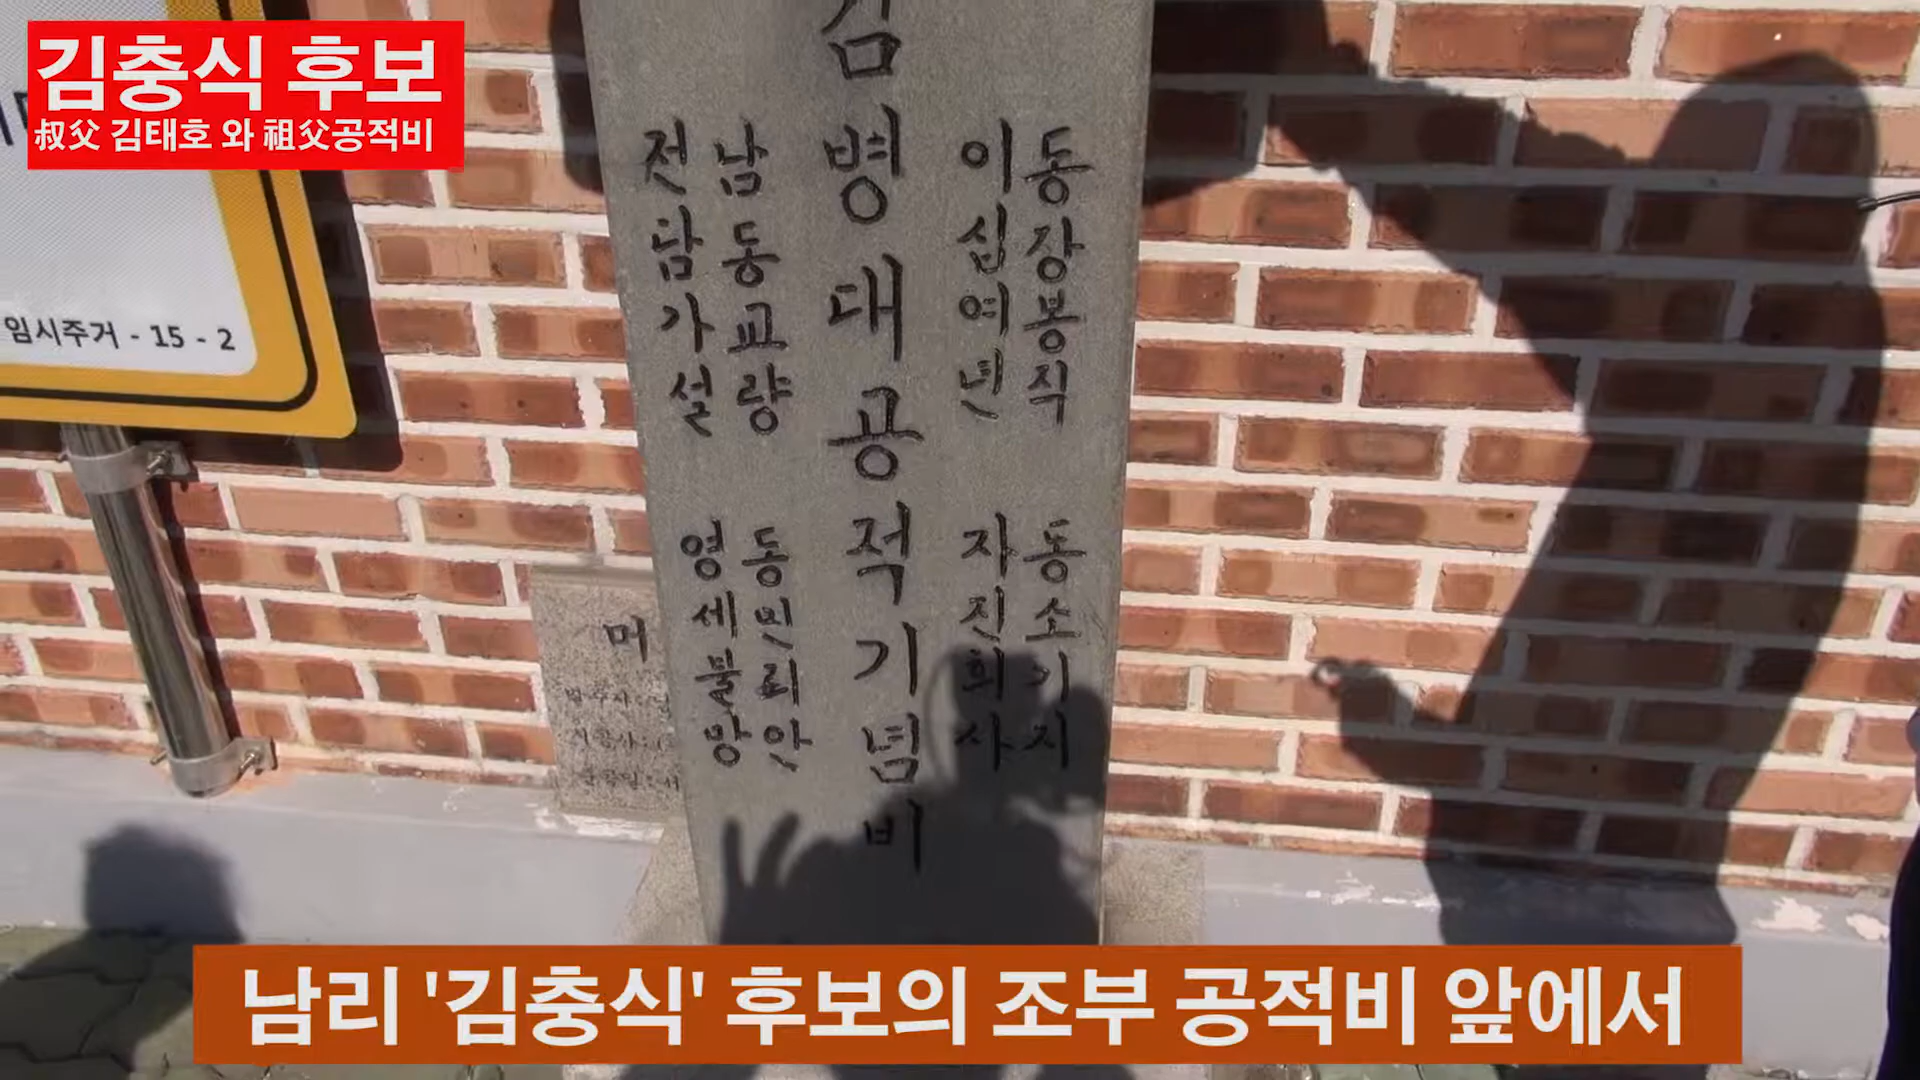 김충식 후보
叔父 김태호 와 祖父공적비
임시주거 - 15 - 2
동장봉직 동소기지
이십여년 자진희사
김병대공적기념비
남동교량 동민리안
전담가설 영세불망
머
남리 '김충식' 후보의 조부 공적비 앞에서